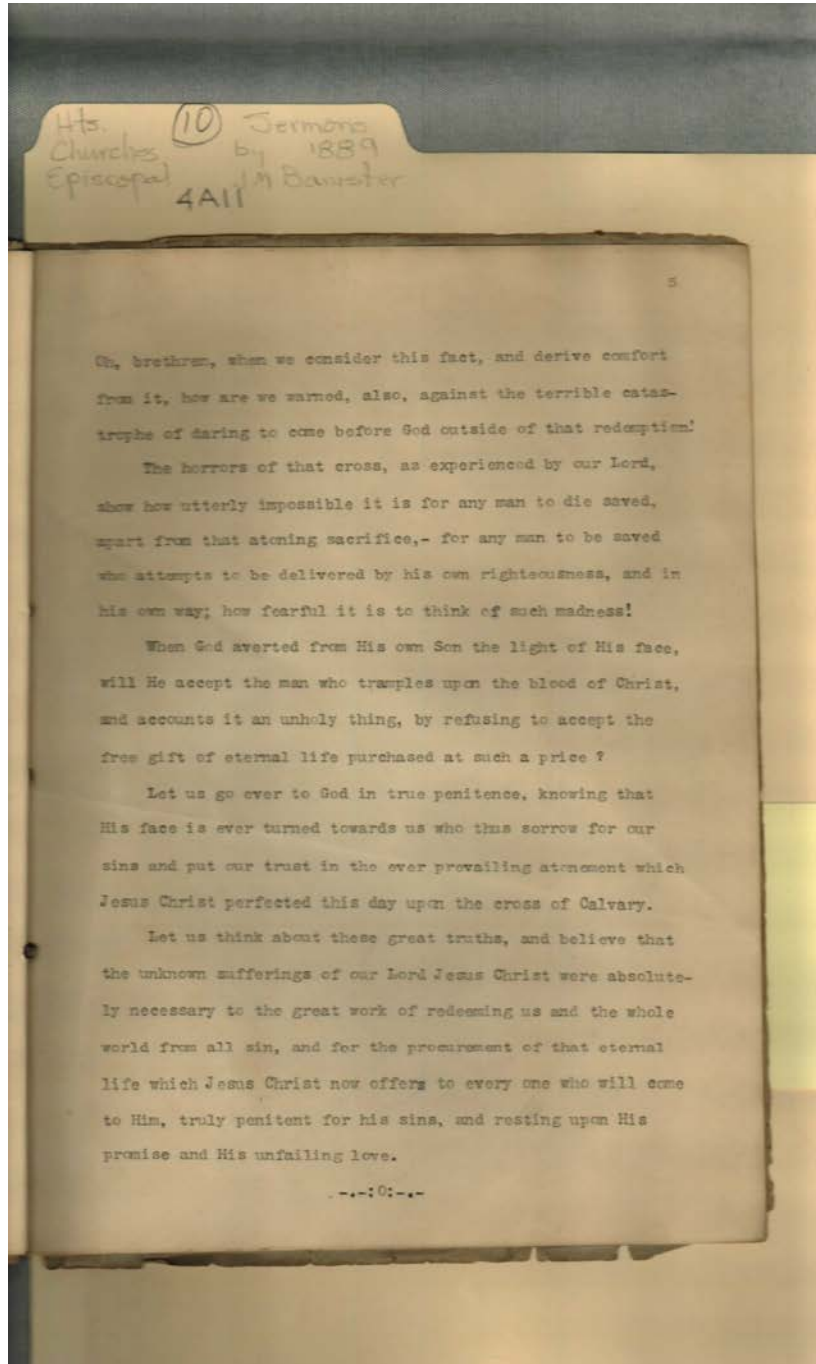 Hts. (10) Sermons
Churches by 1889
Episcopal J M Banister
4A11
5
Oh, brethren, when we consider this fact, and derive comfort
from it, how are we warned, also, against the terrible catas-
trophe of daring to come before God outside of that redemption!
The horrors of that cross, as experienced by our Lord,
show how utterly impossible it is for any man to die saved,
apart from that atoning sacrifice,- for any man to be saved
who attempts to be delivered by his own righteousness, and in
his own way; how fearful it is to think of such madness!
When God averted from His own Son the light of His face,
will He accept the man who tramples upon the blood of Christ,
and accounts it an unholy thing, by refusing to accept the
free gift of eternal life purchased at such a price ?
Let us go ever to God in true penitence, knowing that
His face is ever turned towards us who thus sorrow for our
sins and put our trust in the ever prevailing atonement which
Jesus Christ perfected this day upon the cross of Calvary.
Let us think about these great truths, and believe that
the unknown sufferings of our Lord Jesus Christ were absolute-
ly necessary to the great work of redeeming us and the whole
world from all sin, and for the procurement of that eternal
life which Jesus Christ now offers to every one who will come
to Him, truly penitent for his sins, and resting upon His
promise and His unfailing love.
.-.-:0:-.-